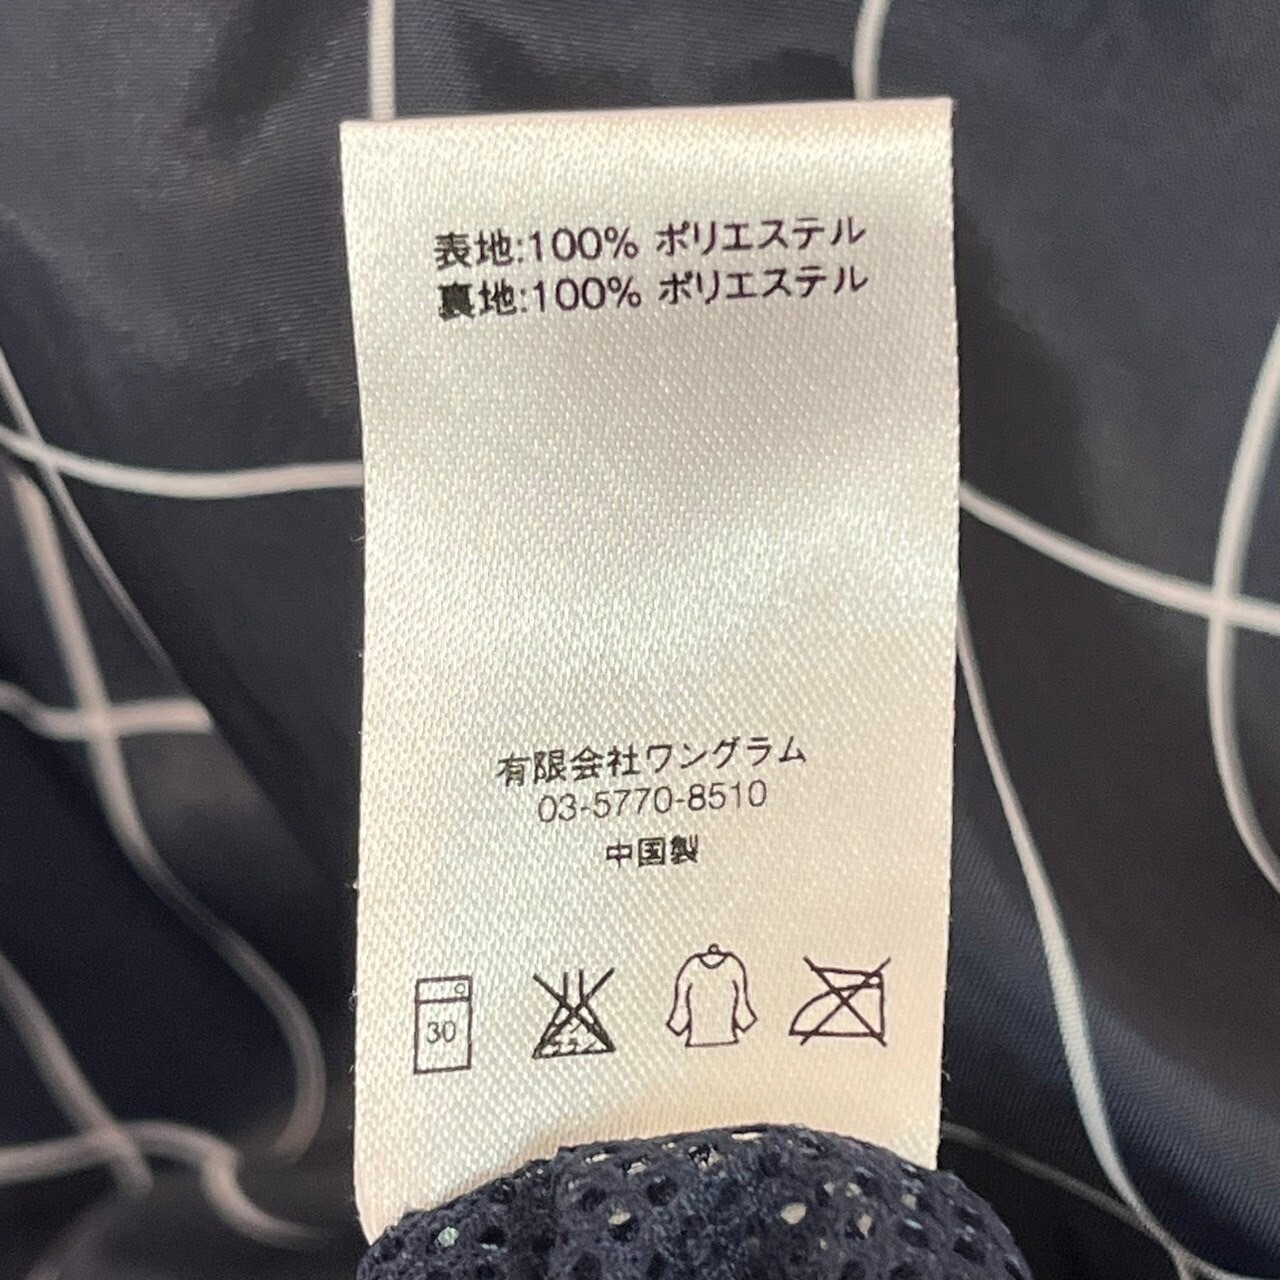 表地:100% ポリエステル
裏地:100% ポリエステル
有限会社ワングラム
03-5770-8510
中国製
30